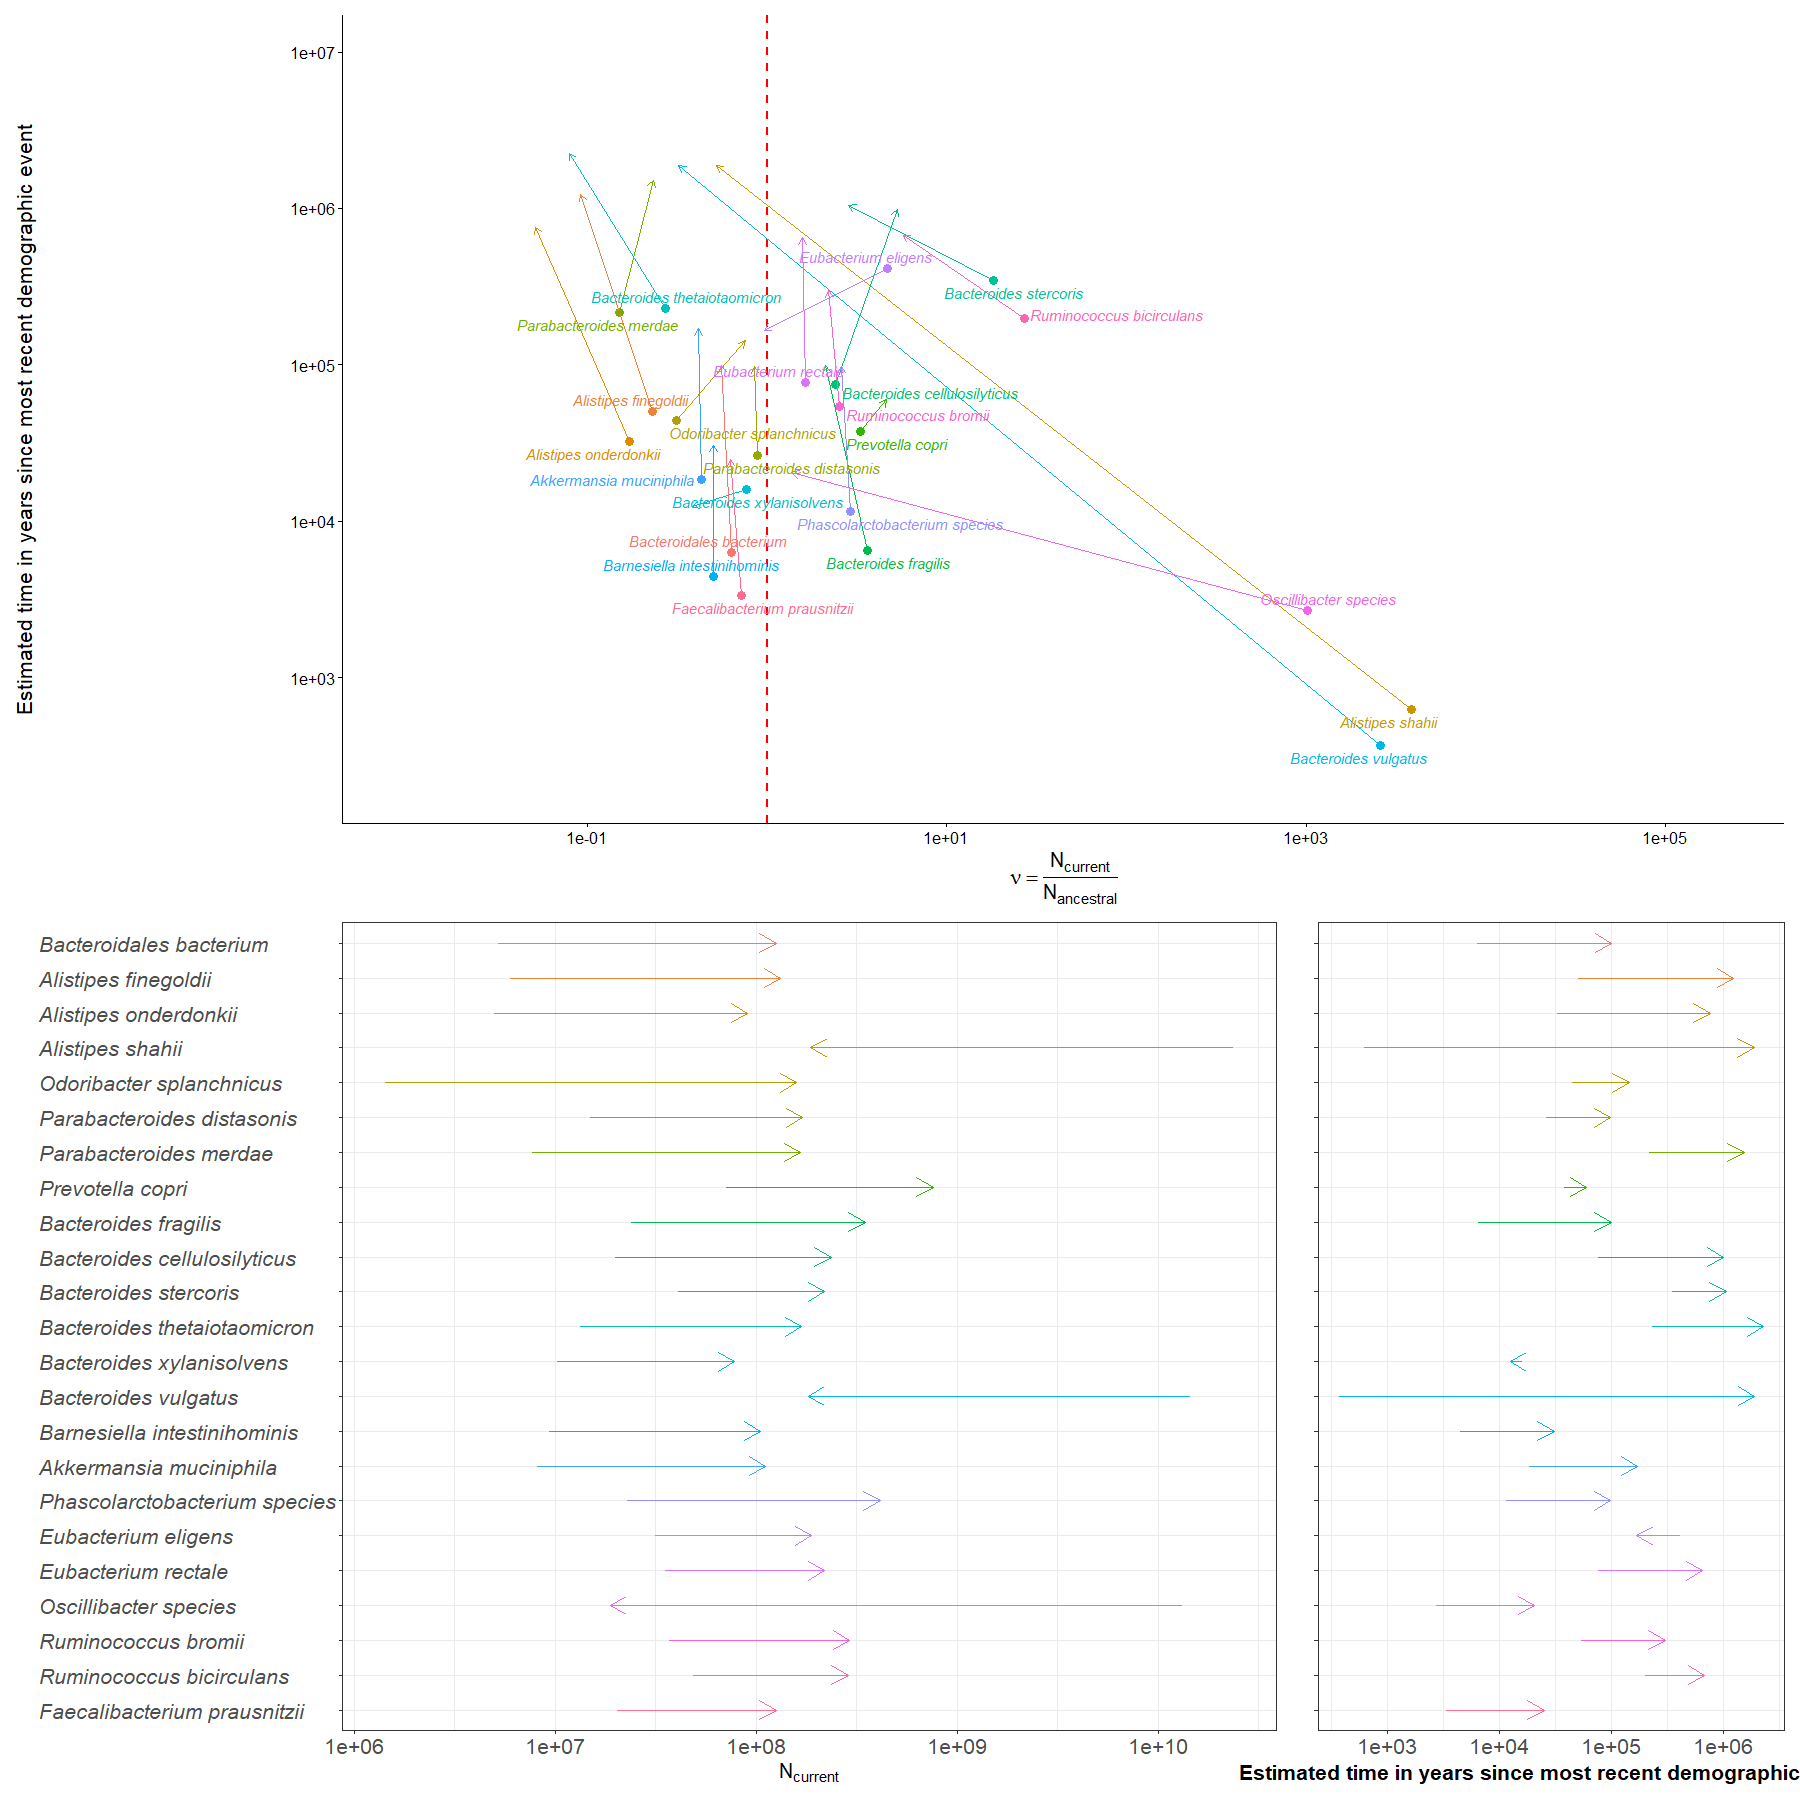 Estimated time in years since most recent demographic event
1e+07
1e+06
1e+05
1e+04
1e+03
Eubacterium eligens
Bacteroides stercoris
Bacteroides thetaiotaomicron
Ruminococcus bicirculans
Parabacteroides merdae
Eubacterium rectale
Bacteroides cellulosilyticus
Alistipes finegoldii
Ruminococcus bromii
Odoribacter splanchnicus
Prevotella copri
Alistipes onderdonkii
Parabacteroides distasonis
Akkermansia muciniphila
Bacteroides xylanisolvens
Phascolarctobacterium species
Bacteroidales bacterium
Barnesiella intestinihominis
Bacteroides fragilis
Oscillibacter species
Faecalibacterium prausnitzii
Alistipes shahii
Bacteroides vulgatus
1e-01 1e+01 1e+03 1e+05
ν = Ncurrent
Nancestral
Bacteroidales bacterium
Alistipes finegoldii
Alistipes onderdonkii
Alistipes shahii
Odoribacter splanchnicus
Parabacteroides distasonis
Parabacteroides merdae
Prevotella copri
Bacteroides fragilis
Bacteroides cellulosilyticus
Bacteroides stercoris
Bacteroides thetaiotaomicron
Bacteroides xylanisolvens
Bacteroides vulgatus
Barnesiella intestinihominis
Akkermansia muciniphila
Phascolarctobacterium species
Eubacterium eligens
Eubacterium rectale
Oscillibacter species
Ruminococcus bromii
Ruminococcus bicirculans
Faecalibacterium prausnitzii
1e+06 1e+07 1e+08 1e+09 1e+10
Ncurrent
1e+03 1e+04 1e+05 1e+06
Estimated time in years since most recent demographic